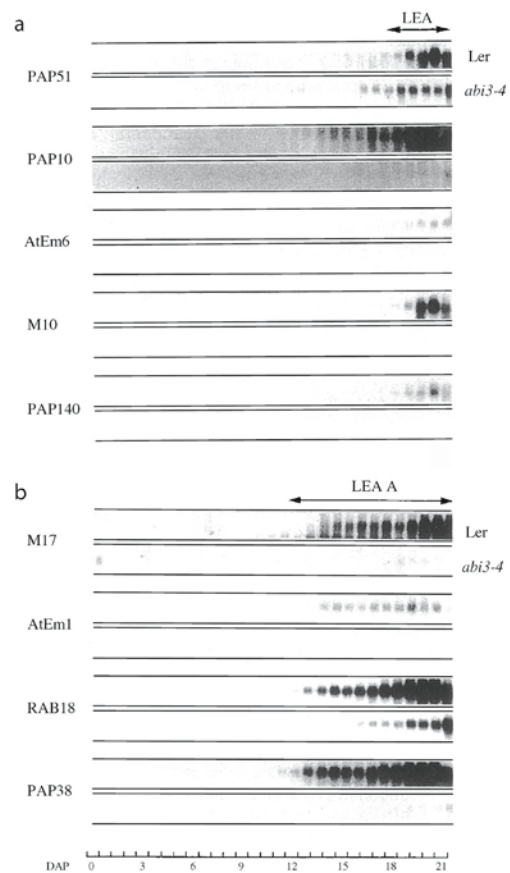 a
LEA
Ler
PAP51
abi3-4
PAP10
AtEm6
M10
PAP140
b
LEA A
Ler
M17
abi3-4
AtEm1
RAB18
PAP38
DAP 0 3 6 9 12 15 18 21